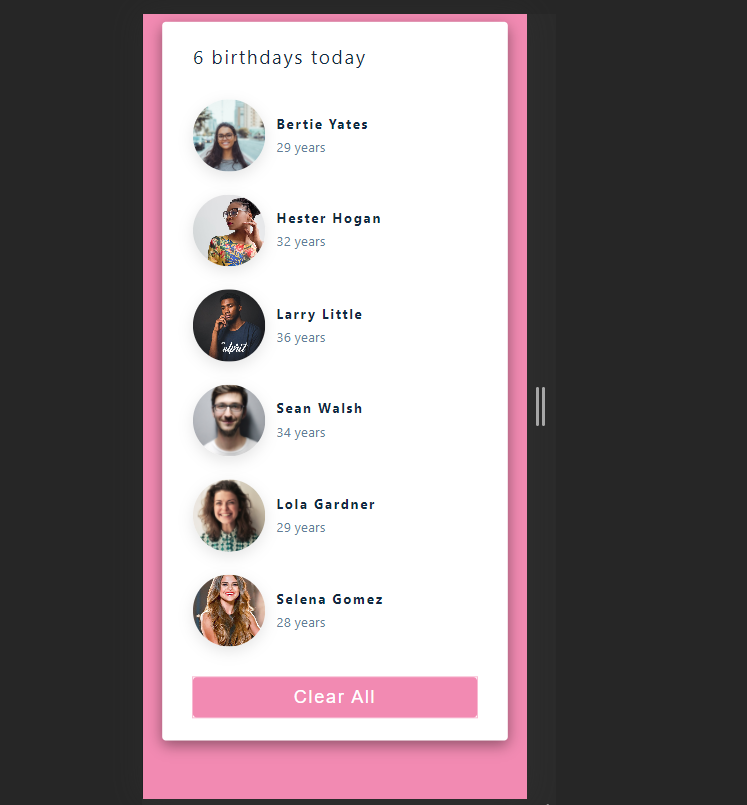 6 birthdays today
Bertie Yates
29 years
Hester Hogan
32 years
Larry Little
36 years
Sean Walsh
34 years
Lola Gardner
29 years
Selena Gomez
28 years
Clear All